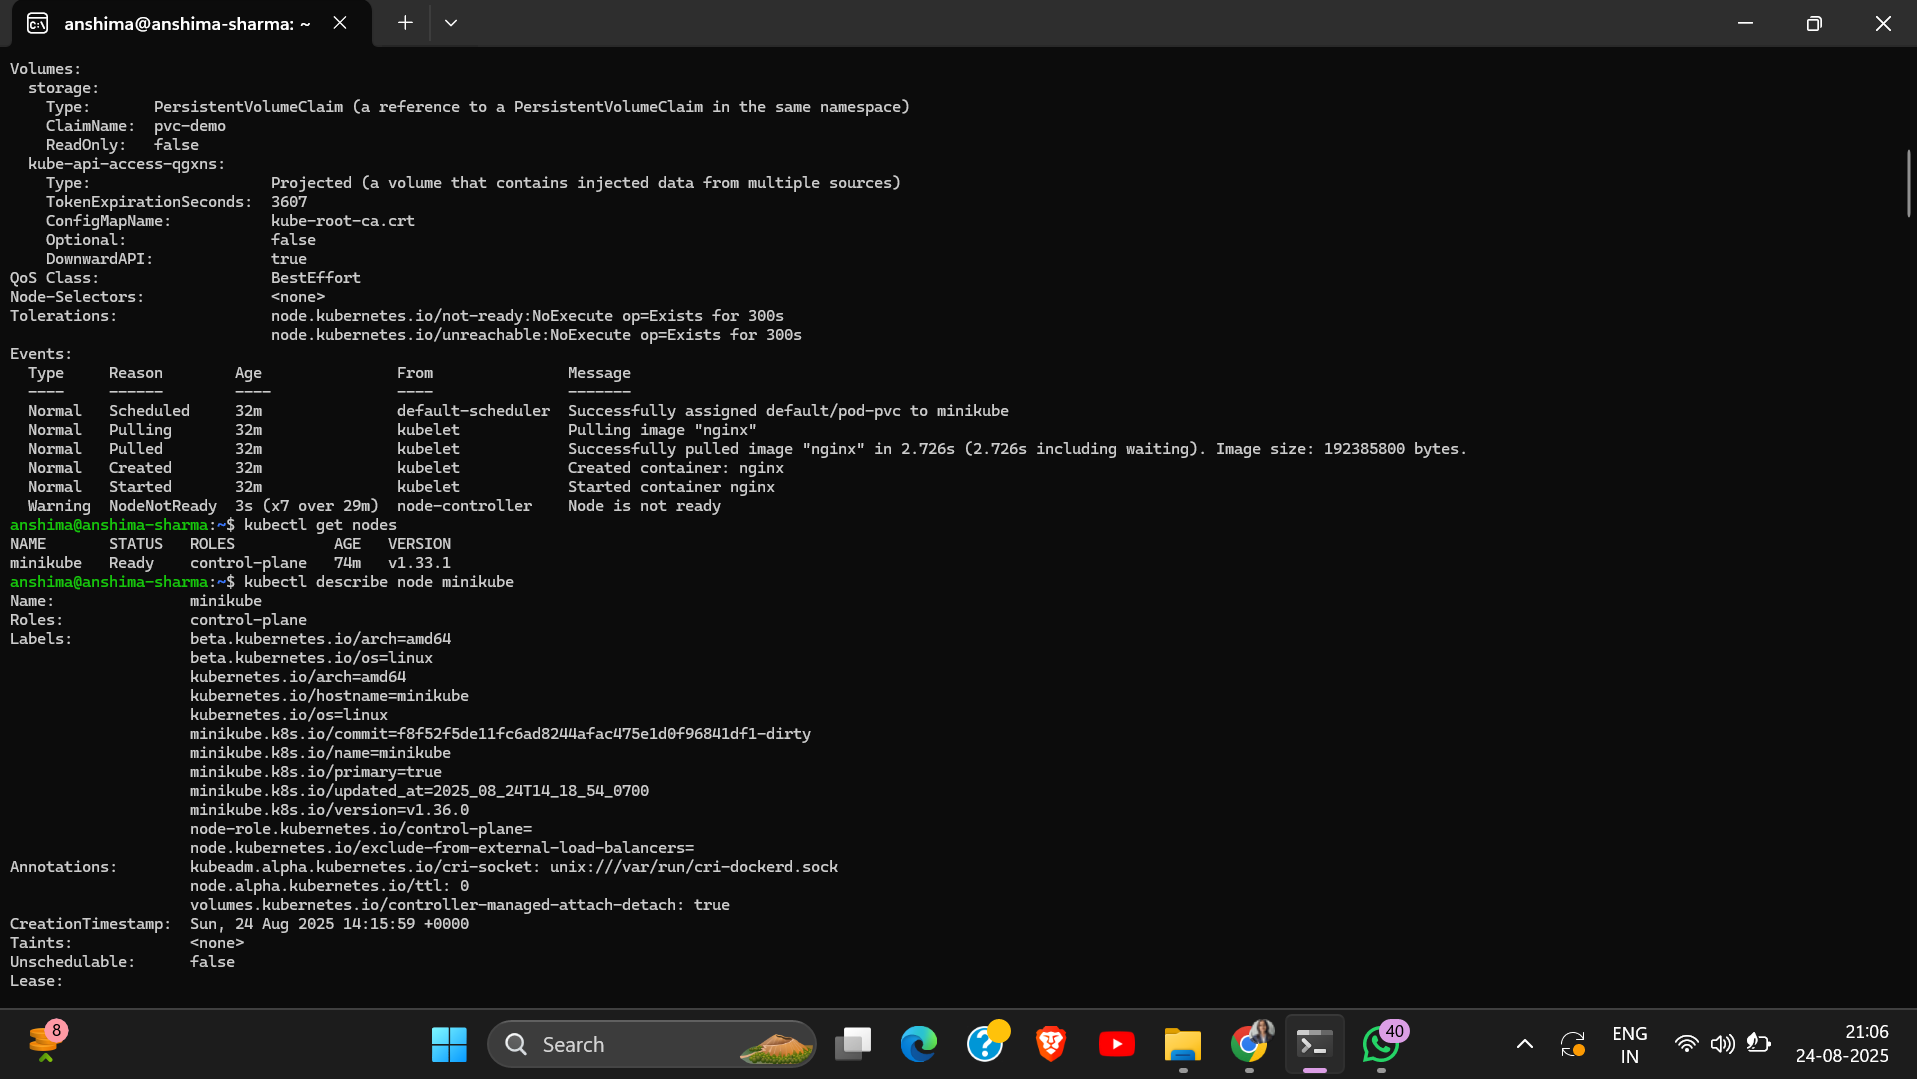 anshima@anshima-sharma: ~
Volumes:
  storage:
    Type:       PersistentVolumeClaim (a reference to a PersistentVolumeClaim in the same namespace)
    ClaimName:  pvc-demo
    ReadOnly:   false
  kube-api-access-qgxns:
    Type:                    Projected (a volume that contains injected data from multiple sources)
    TokenExpirationSeconds:  3607
    ConfigMapName:           kube-root-ca.crt
    Optional:                false
    DownwardAPI:             true
QoS Class:                   BestEffort
Node-Selectors:              <none>
Tolerations:                 node.kubernetes.io/not-ready:NoExecute op=Exists for 300s
                             node.kubernetes.io/unreachable:NoExecute op=Exists for 300s
Events:
  Type     Reason        Age               From               Message
  ----     ------        ----              ----               -------
  Normal   Scheduled     32m               default-scheduler  Successfully assigned default/pod-pvc to minikube
  Normal   Pulling       32m               kubelet            Pulling image "nginx"
  Normal   Pulled        32m               kubelet            Successfully pulled image "nginx" in 2.726s (2.726s including waiting). Image size: 192385800 bytes.
  Normal   Created       32m               kubelet            Created container: nginx
  Normal   Started       32m               kubelet            Started container nginx
  Warning  NodeNotReady  3s (x7 over 29m)  node-controller    Node is not ready
anshima@anshima-sharma:~$ kubectl get nodes
NAME       STATUS   ROLES           AGE   VERSION
minikube   Ready    control-plane   74m   v1.33.1
anshima@anshima-sharma:~$ kubectl describe node minikube
Name:               minikube
Roles:              control-plane
Labels:             beta.kubernetes.io/arch=amd64
                    beta.kubernetes.io/os=linux
                    kubernetes.io/arch=amd64
                    kubernetes.io/hostname=minikube
                    kubernetes.io/os=linux
                    minikube.k8s.io/commit=f8f52f5de11fc6ad8244afac475e1d0f96841df1-dirty
                    minikube.k8s.io/name=minikube
                    minikube.k8s.io/primary=true
                    minikube.k8s.io/updated_at=2025_08_24T14_18_54_0700
                    minikube.k8s.io/version=v1.36.0
                    node-role.kubernetes.io/control-plane=
                    node.kubernetes.io/exclude-from-external-load-balancers=
Annotations:        kubeadm.alpha.kubernetes.io/cri-socket: unix:///var/run/cri-dockerd.sock
                    node.alpha.kubernetes.io/ttl: 0
                    volumes.kubernetes.io/controller-managed-attach-detach: true
CreationTimestamp:  Sun, 24 Aug 2025 14:15:59 +0000
Taints:             <none>
Unschedulable:      false
Lease:
8
Search
40
ENG
IN
21:06
24-08-2025